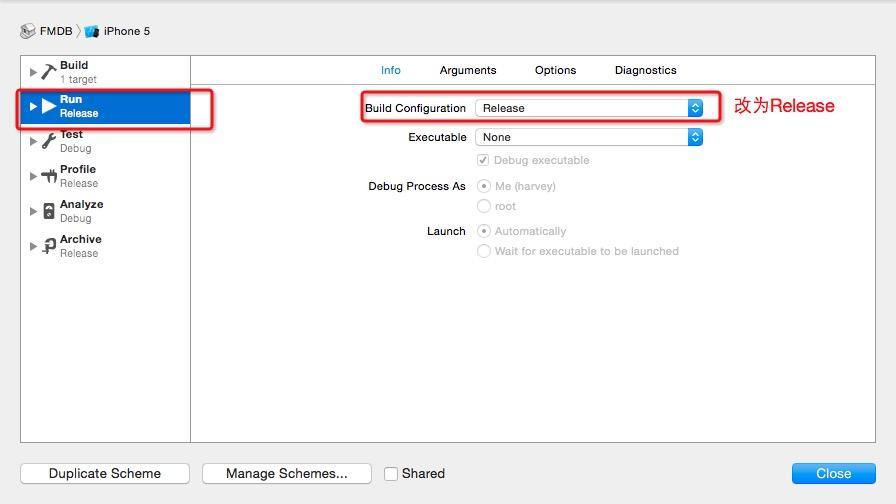 FMDB iPhone 5
Build
1 target
Run
Release
Test
Debug
Profile
Release
Analyze
Debug
Archive
Release
Info Arguments Options Diagnostics
Build Configuration Release 改为Release
Executable None
Debug executable
Debug Process As Me (harvey)
root
Launch Automatically
Wait for executable to be launched
Duplicate Scheme Manage Schemes... Shared Close